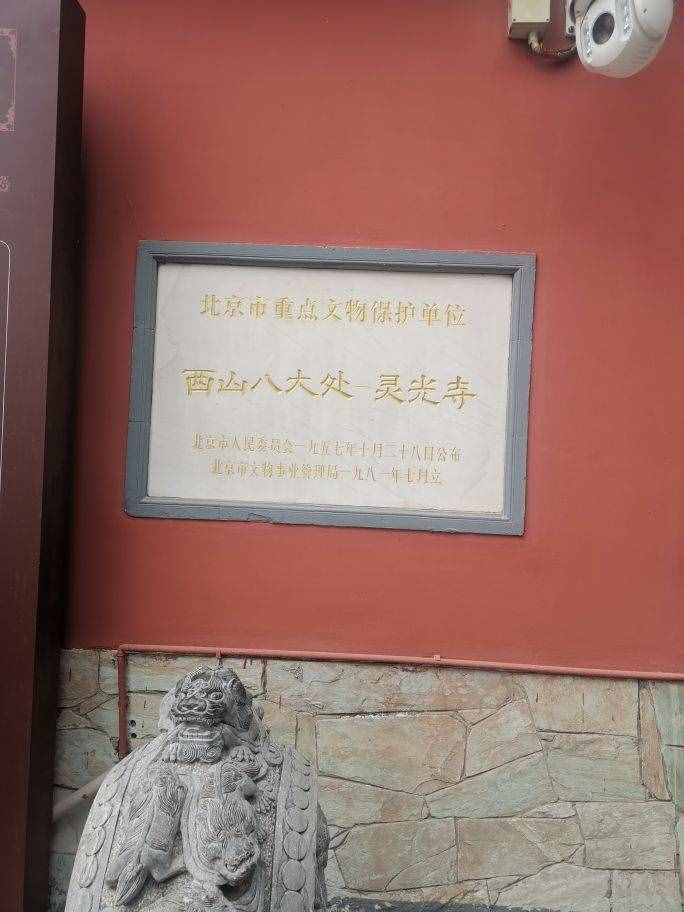 北京市重点文物保护单位
西山八大处—灵光寺
北京市人民委员会一九五七年十月二十八日公布
北京市文物事业管理局一九八一年七月立